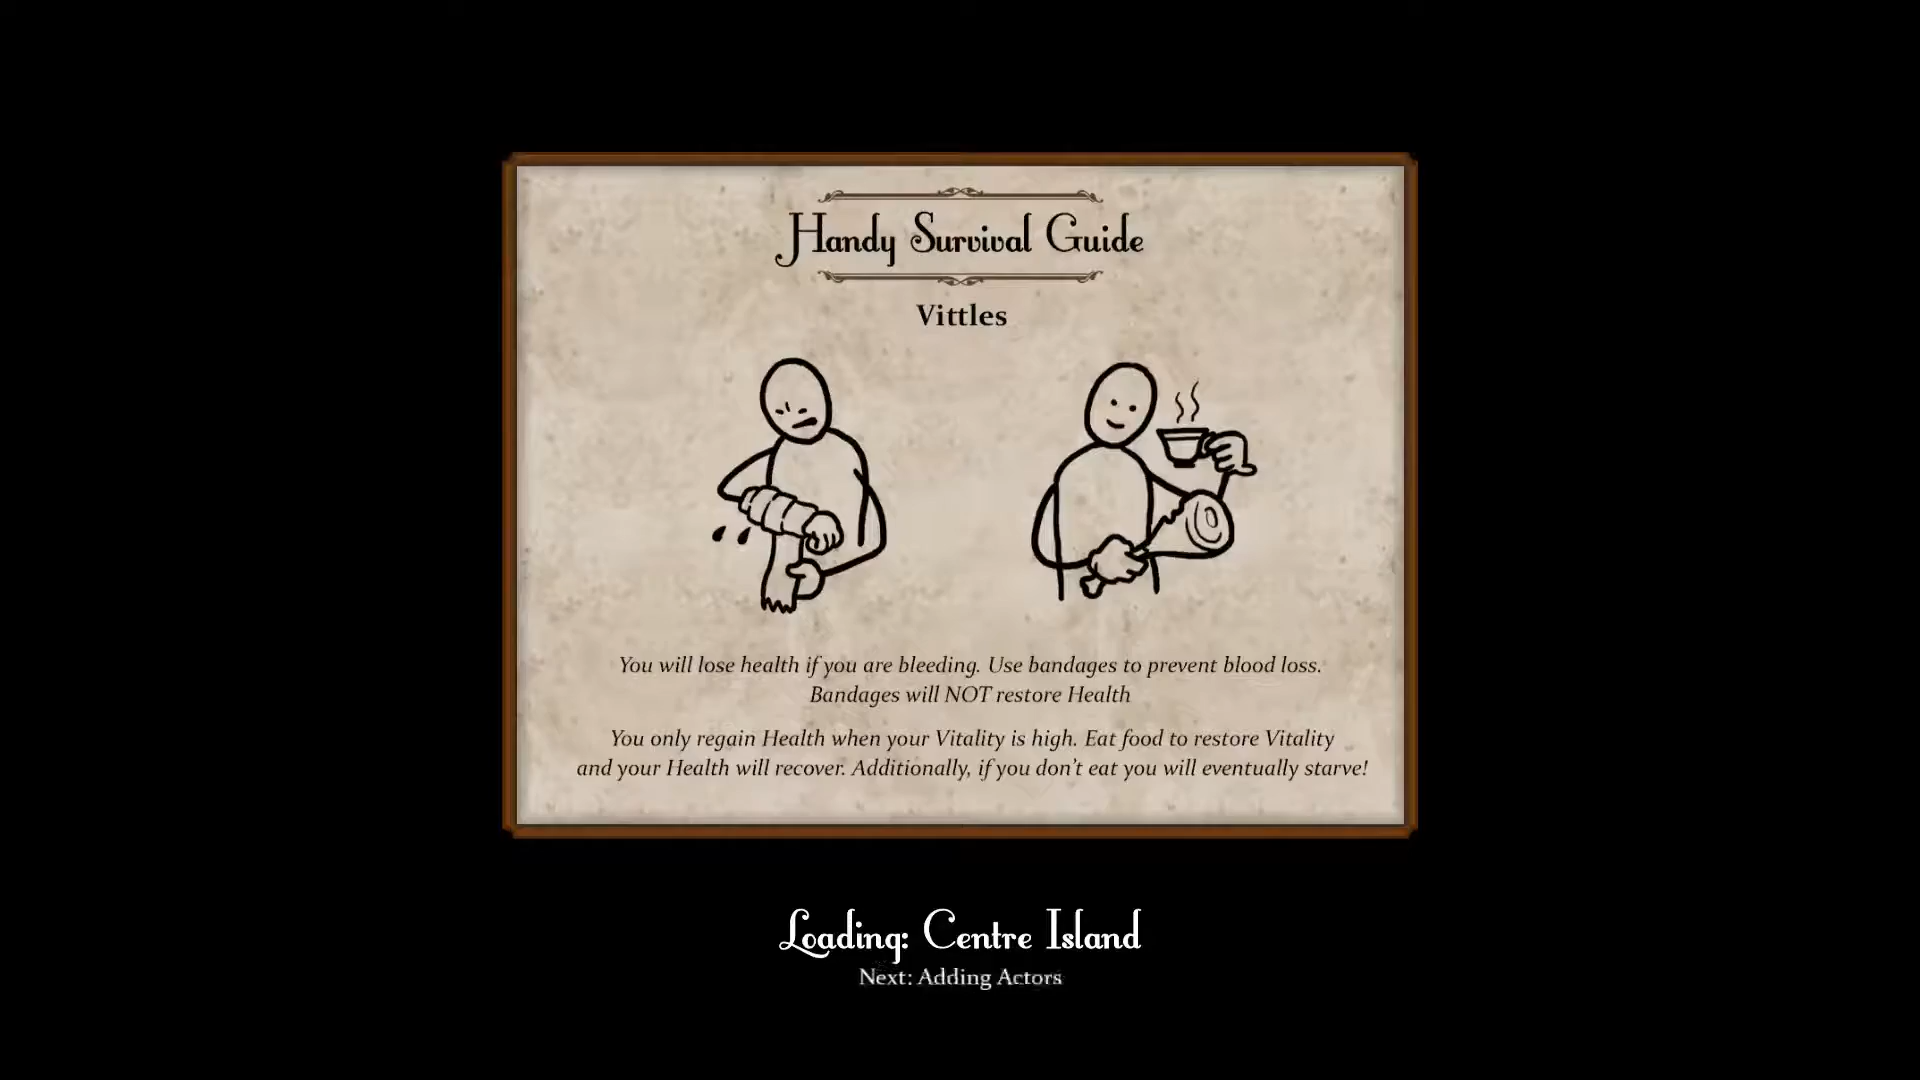 Handy Survival Guide
Vittles
You will lose health if you are bleeding. Use bandages to prevent blood loss.
Bandages will NOT restore Health
You only regain Health when your Vitality is high. Eat food to restore Vitality
and your Health will recover. Additionally, if you don't eat you will eventually starve!
Loading: Centre Island
Next: Adding Actors